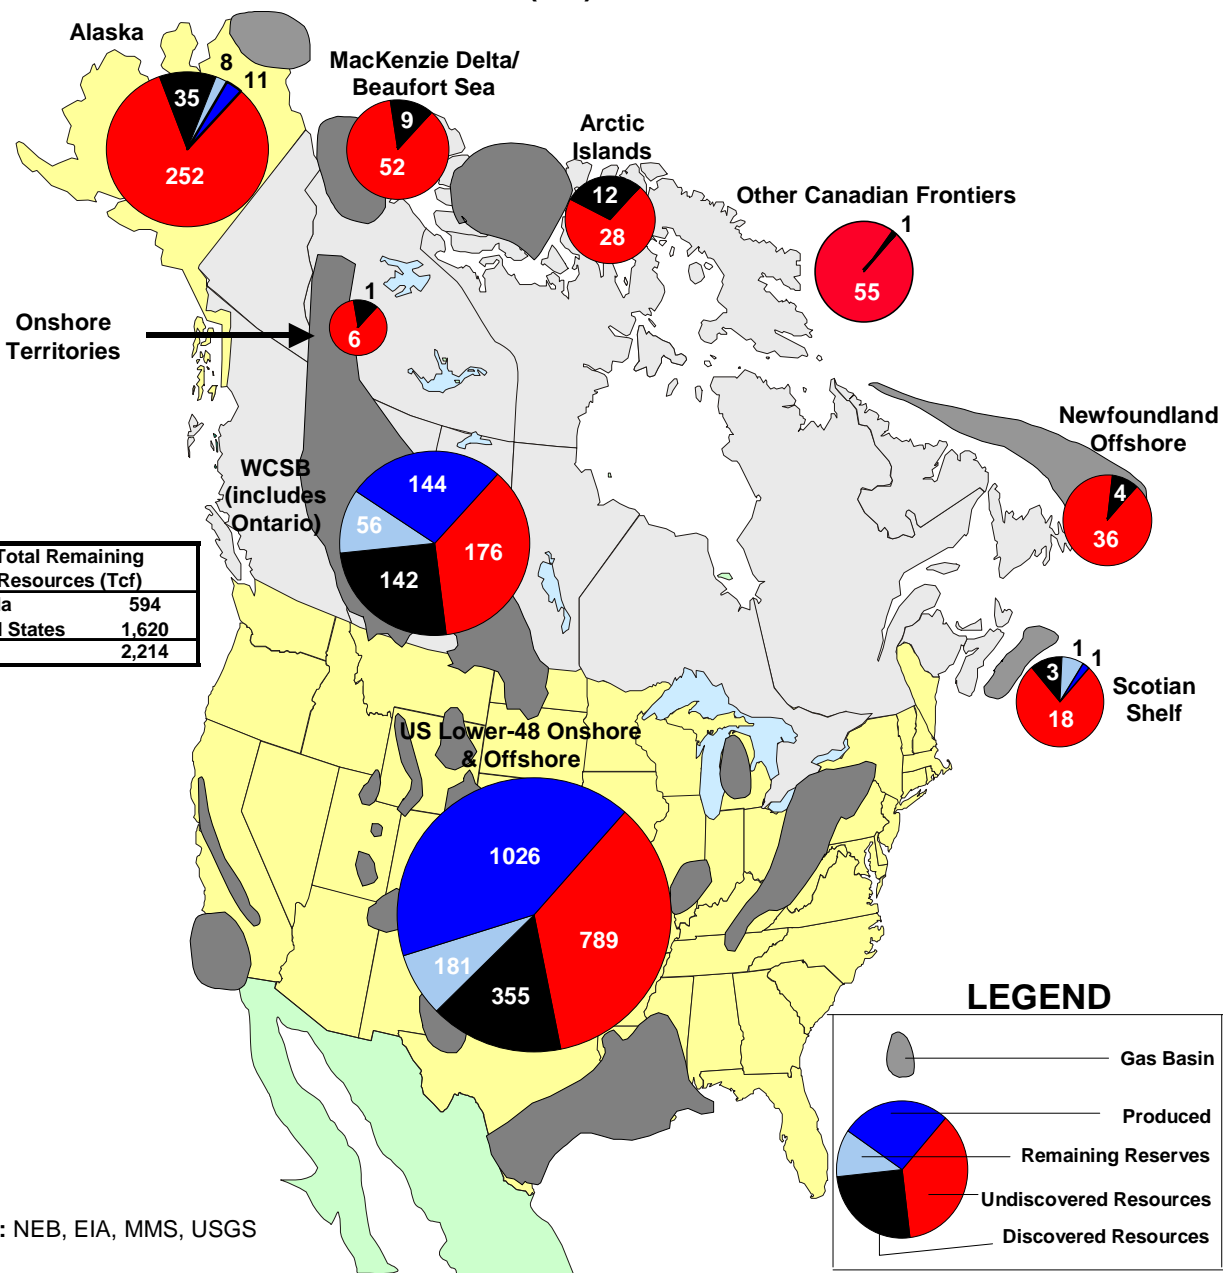 Alaska
8
11
35
252
MacKenzie Delta/
Beaufort Sea
9
52
Arctic
Islands
12
28
Other Canadian Frontiers
1
55
Onshore
Territories
1
6
Newfoundland
Offshore
4
36
WCSB
(includes
Ontario)
144
56
176
142
Total Remaining
Resources (Tcf)
594
States 1,620
2,214
3
1
1
18
Scotian
Shelf
US Lower-48 Onshore
& Offshore
1026
789
181
355
LEGEND
Gas Basin
Produced
Remaining Reserves
Undiscovered Resources
Discovered Resources
: NEB, EIA, MMS, USGS